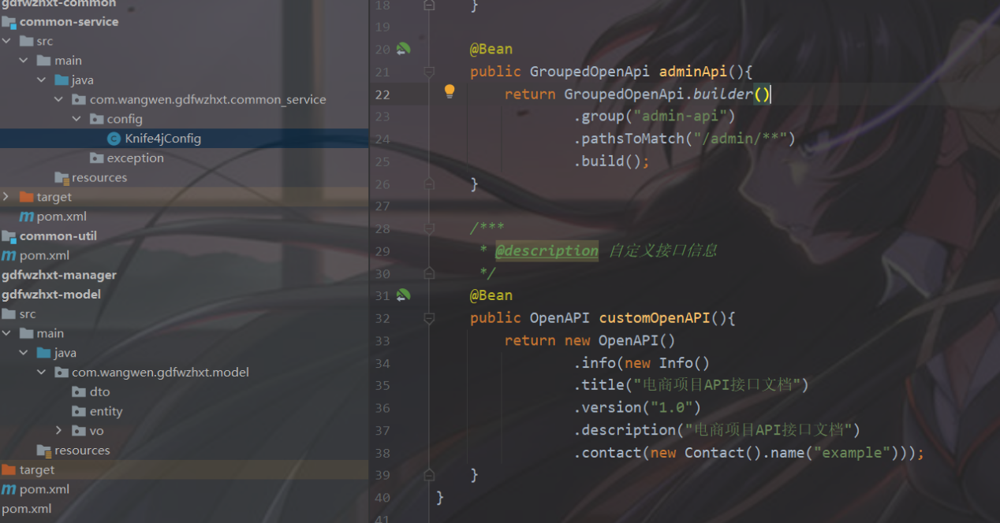 gdfwzhxt-common
common-service
src
main
java
com.wangwen.gdfwzhxt.common_service
config
Knife4jConfig
exception
resources
target
pom.xml
common-util
pom.xml
gdfwzhxt-manager
gdfwzhxt-model
src
main
java
com.wangwen.gdfwzhxt.model
dto
entity
vo
resources
target
pom.xml
pom.xml
18 }
19
20 @Bean
21 public GroupedOpenApi adminApi(){
22 return GroupedOpenApi.builder()
23 .group("admin-api")
24 .pathsToMatch("/admin/**")
25 .build();
26 }
27
28 /***
29 * @description 自定义接口信息
30 */
31 @Bean
32 public OpenAPI customOpenAPI(){
33 return new OpenAPI()
34 .info(new Info()
35 .title("电商项目API接口文档")
36 .version("1.0")
37 .description("电商项目API接口文档")
38 .contact(new Contact().name("example")));
39 }
40 }
41